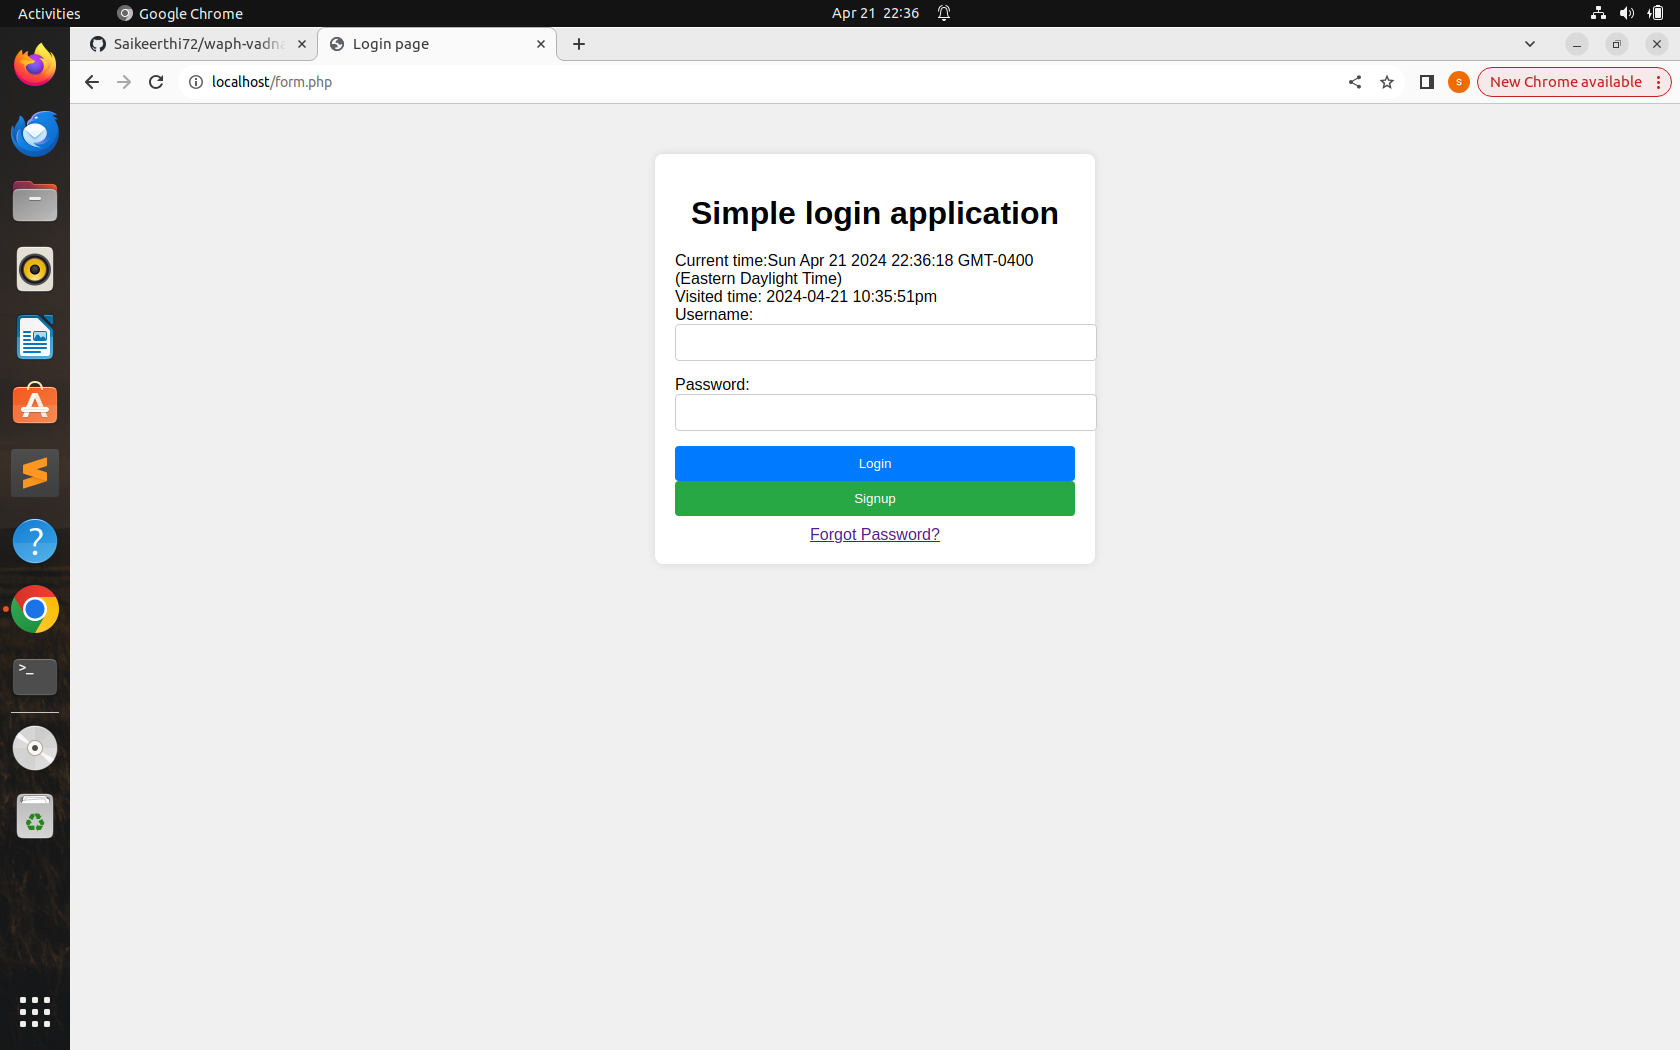 Activities
Google Chrome
Apr 21 22:36
Saikeerthi72/waph-vadna
Login page
localhost/form.php
s
New Chrome available
Simple login application
Current time:Sun Apr 21 2024 22:36:18 GMT-0400
(Eastern Daylight Time)
Visited time: 2024-04-21 10:35:51pm
Username:
Password:
Login
Signup
Forgot Password?